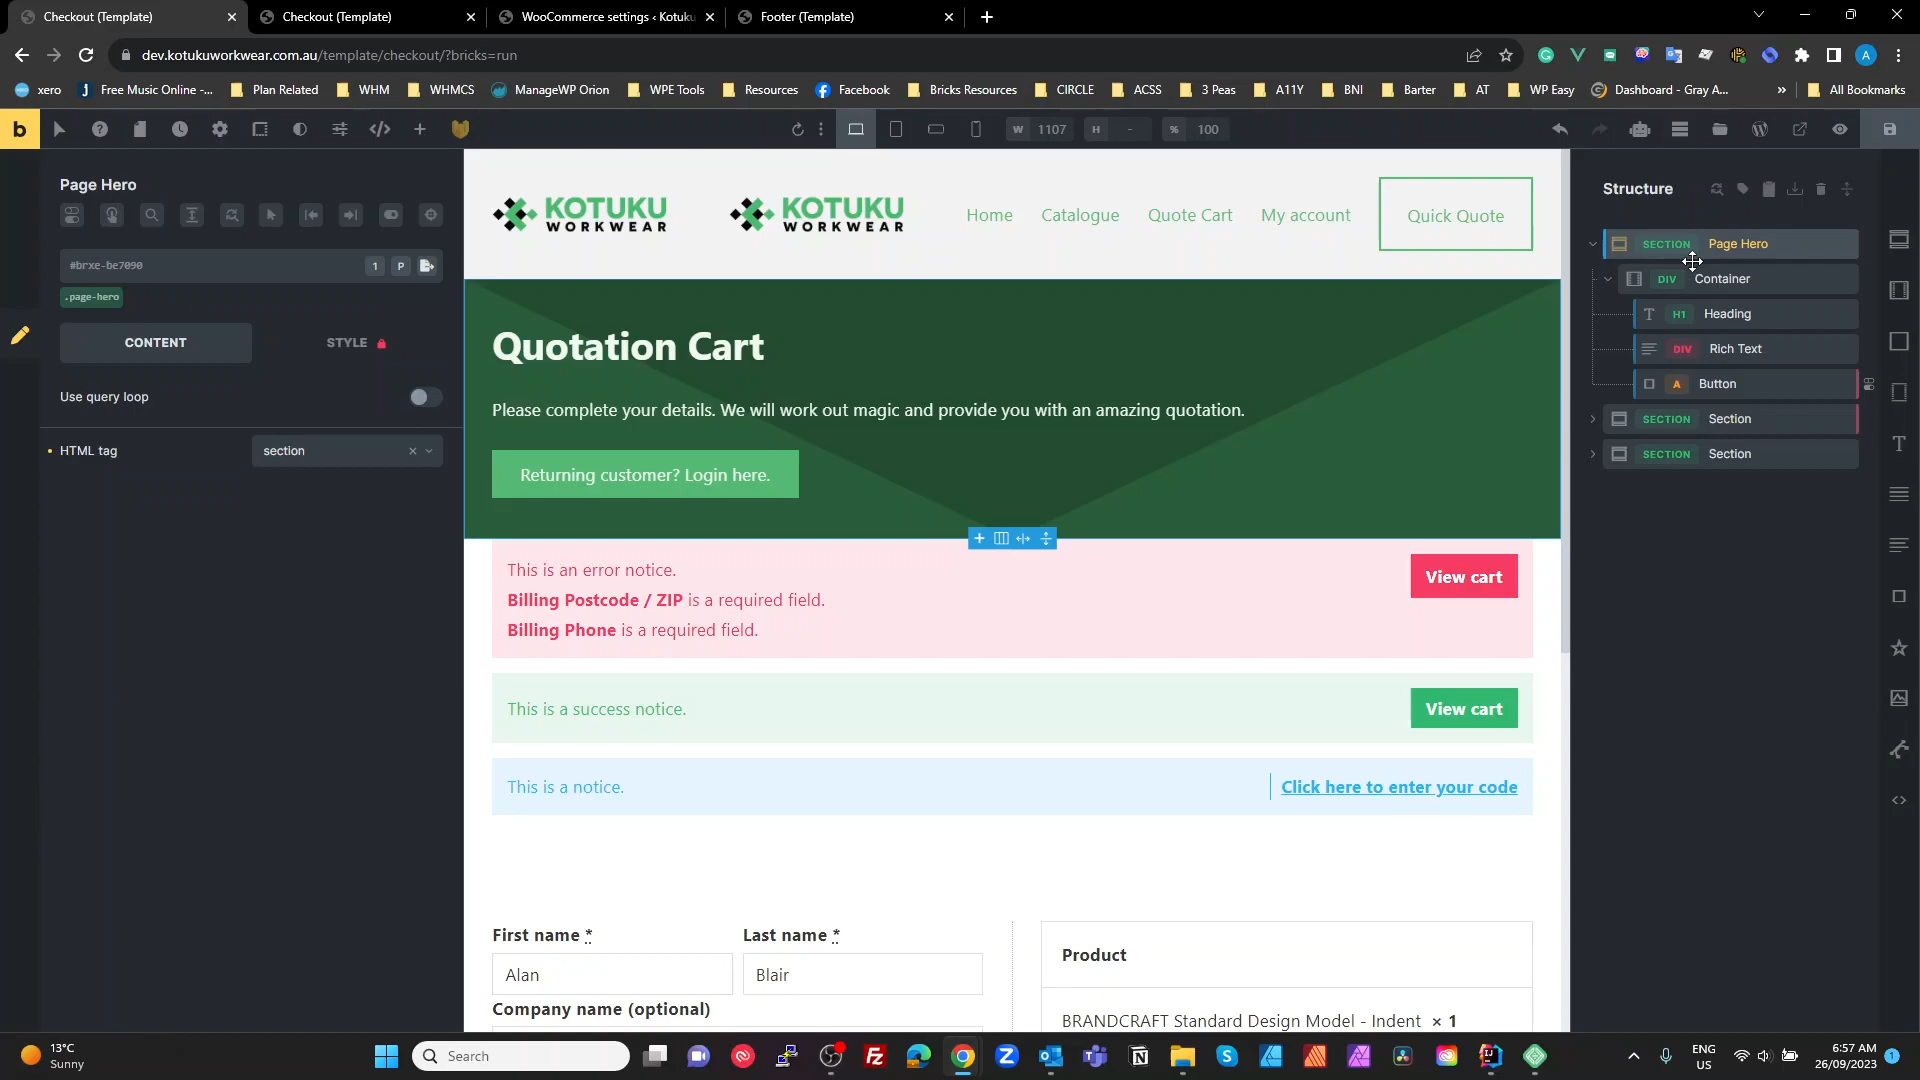 Checkout (Template)
Checkout (Template)
WooCommerce settings ‹ Kotuku
Footer (Template)
dev.kotukuworkwear.com.au/template/checkout/?bricks=run
A
xero
Free Music Online -...
Plan Related
WHM
WHMCS
ManageWP Orion
WPE Tools
Resources
Facebook
Bricks Resources
CIRCLE
ACSS
3 Peas
A11Y
BNI
Barter
AT
WP Easy
Dashboard - Gray A...
»
All Bookmarks
b
W 1107
H -
% 100
Page Hero
#brxe-be7090
1
P
.page-hero
CONTENT
STYLE
Use query loop
HTML tag
section
KOTUKU
WORKWEAR
KOTUKU
WORKWEAR
Home
Catalogue
Quote Cart
My account
Quick Quote
Quotation Cart
Please complete your details. We will work out magic and provide you with an amazing quotation.
Returning customer? Login here.
This is an error notice.
Billing Postcode / ZIP is a required field.
Billing Phone is a required field.
View cart
This is a success notice.
View cart
This is a notice.
Click here to enter your code
First name *
Last name *
Alan
Blair
Company name (optional)
Product
BRANDCRAFT Standard Design Model - Indent × 1
Structure
SECTION Page Hero
DIV Container
H1 Heading
DIV Rich Text
A Button
SECTION Section
SECTION Section
13°C
Sunny
Search
ENG
US
6:57 AM
26/09/2023
1